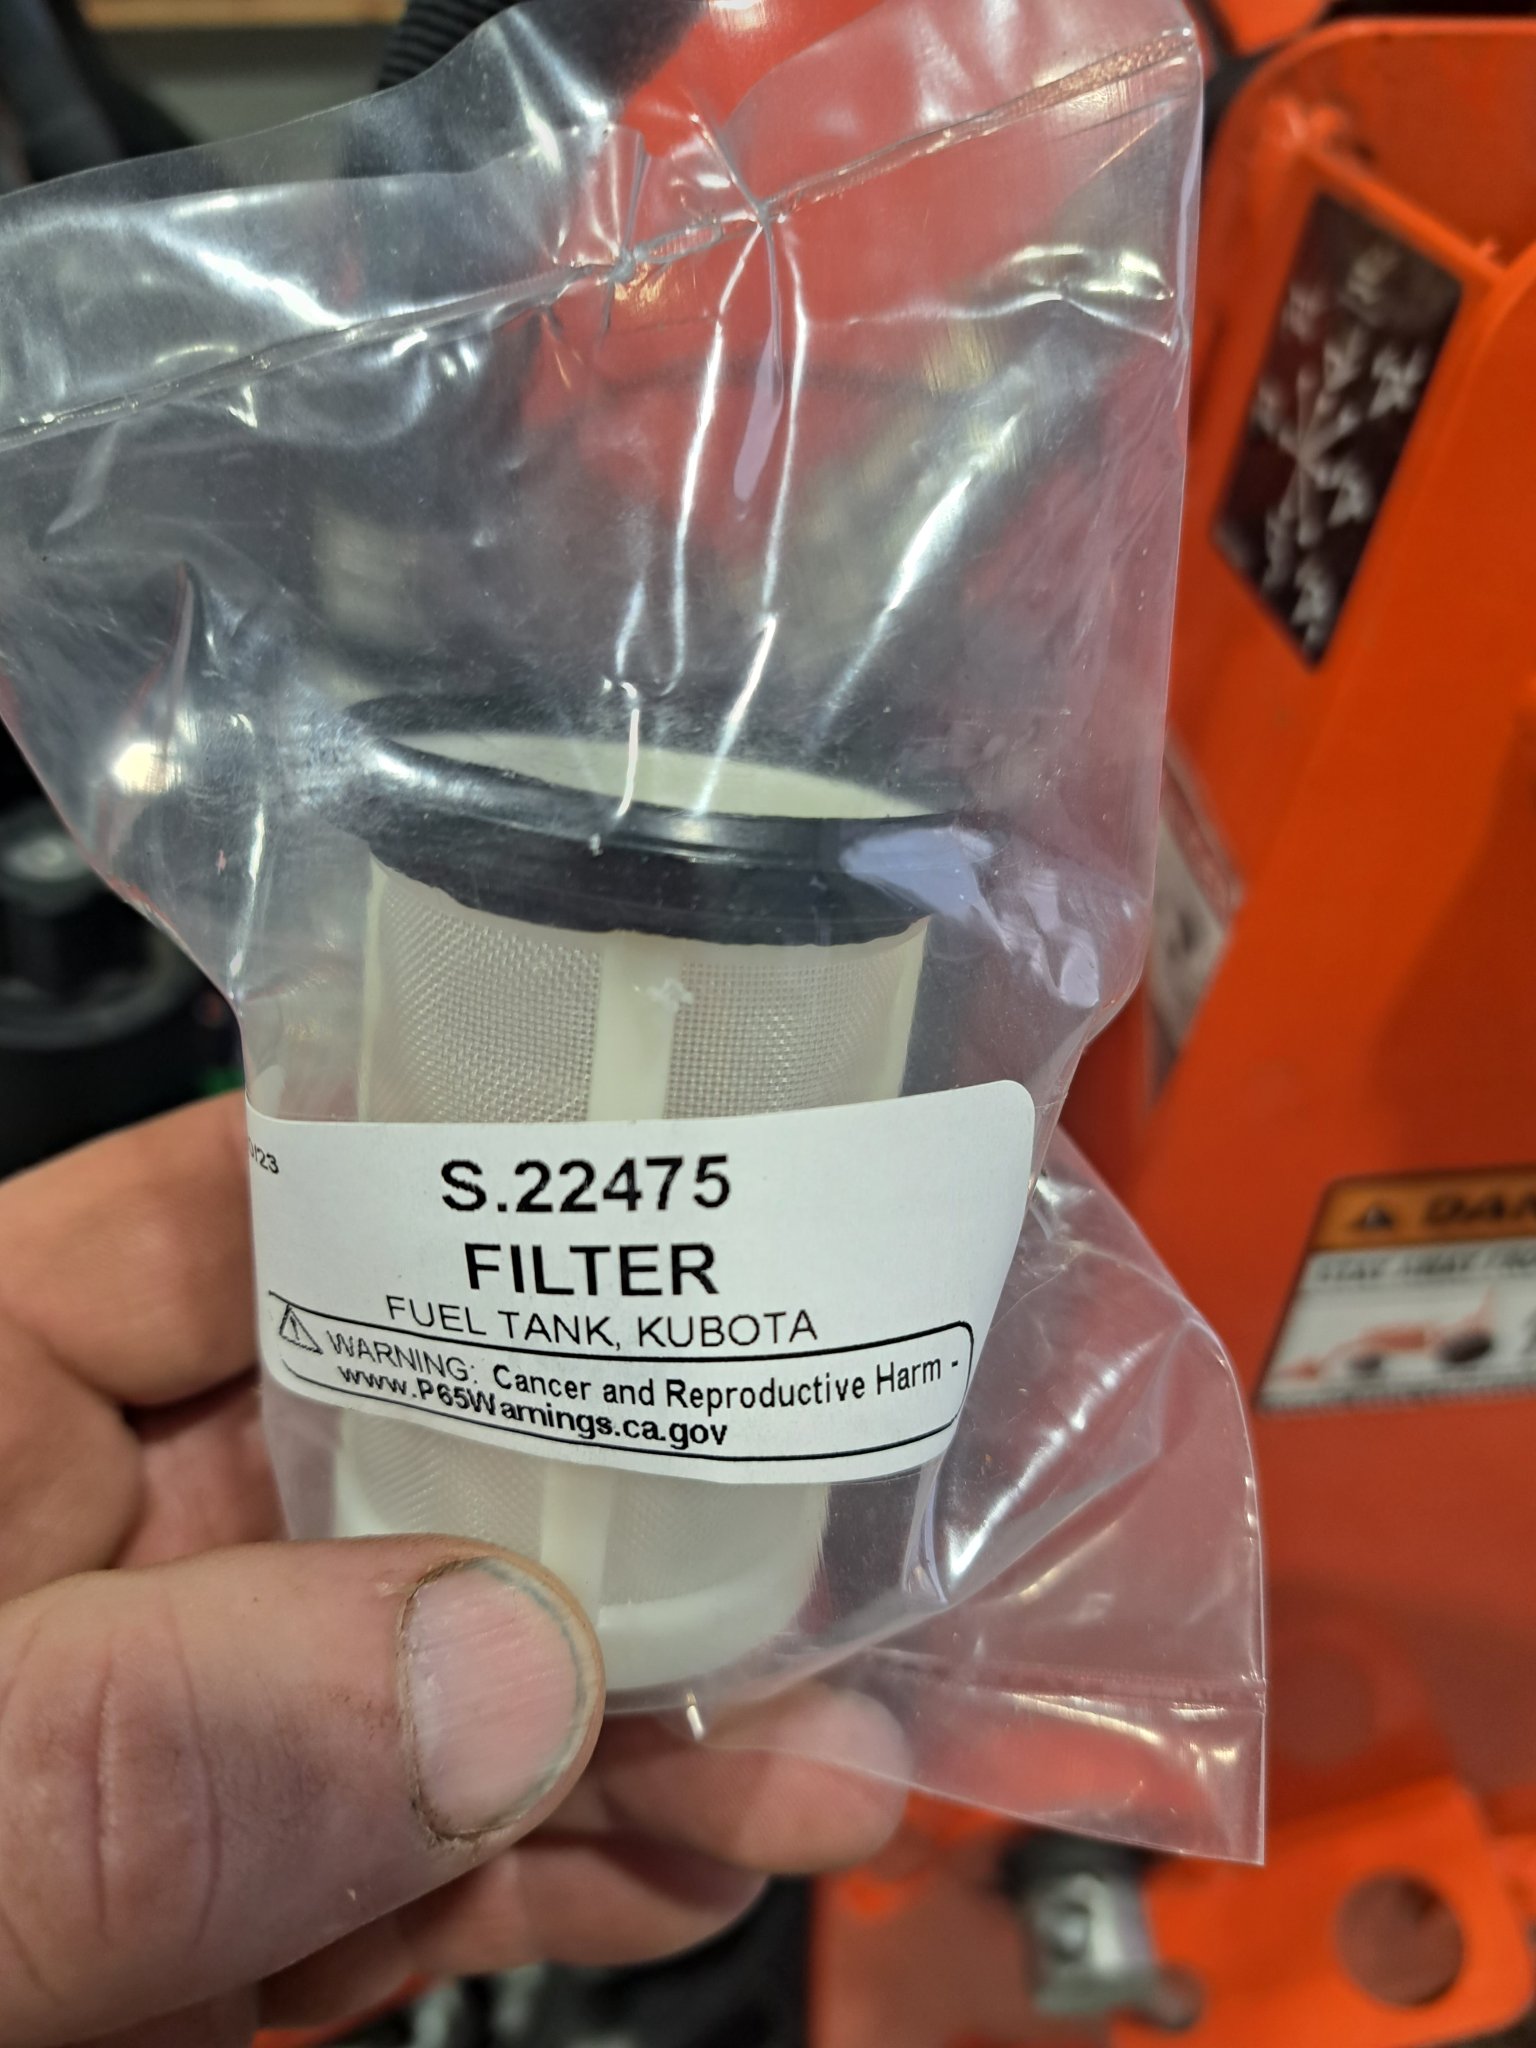 S.22475
FILTER
FUEL TANK, KUBOTA
WARNING: Cancer and Reproductive Harm -
www.P65Warnings.ca.gov